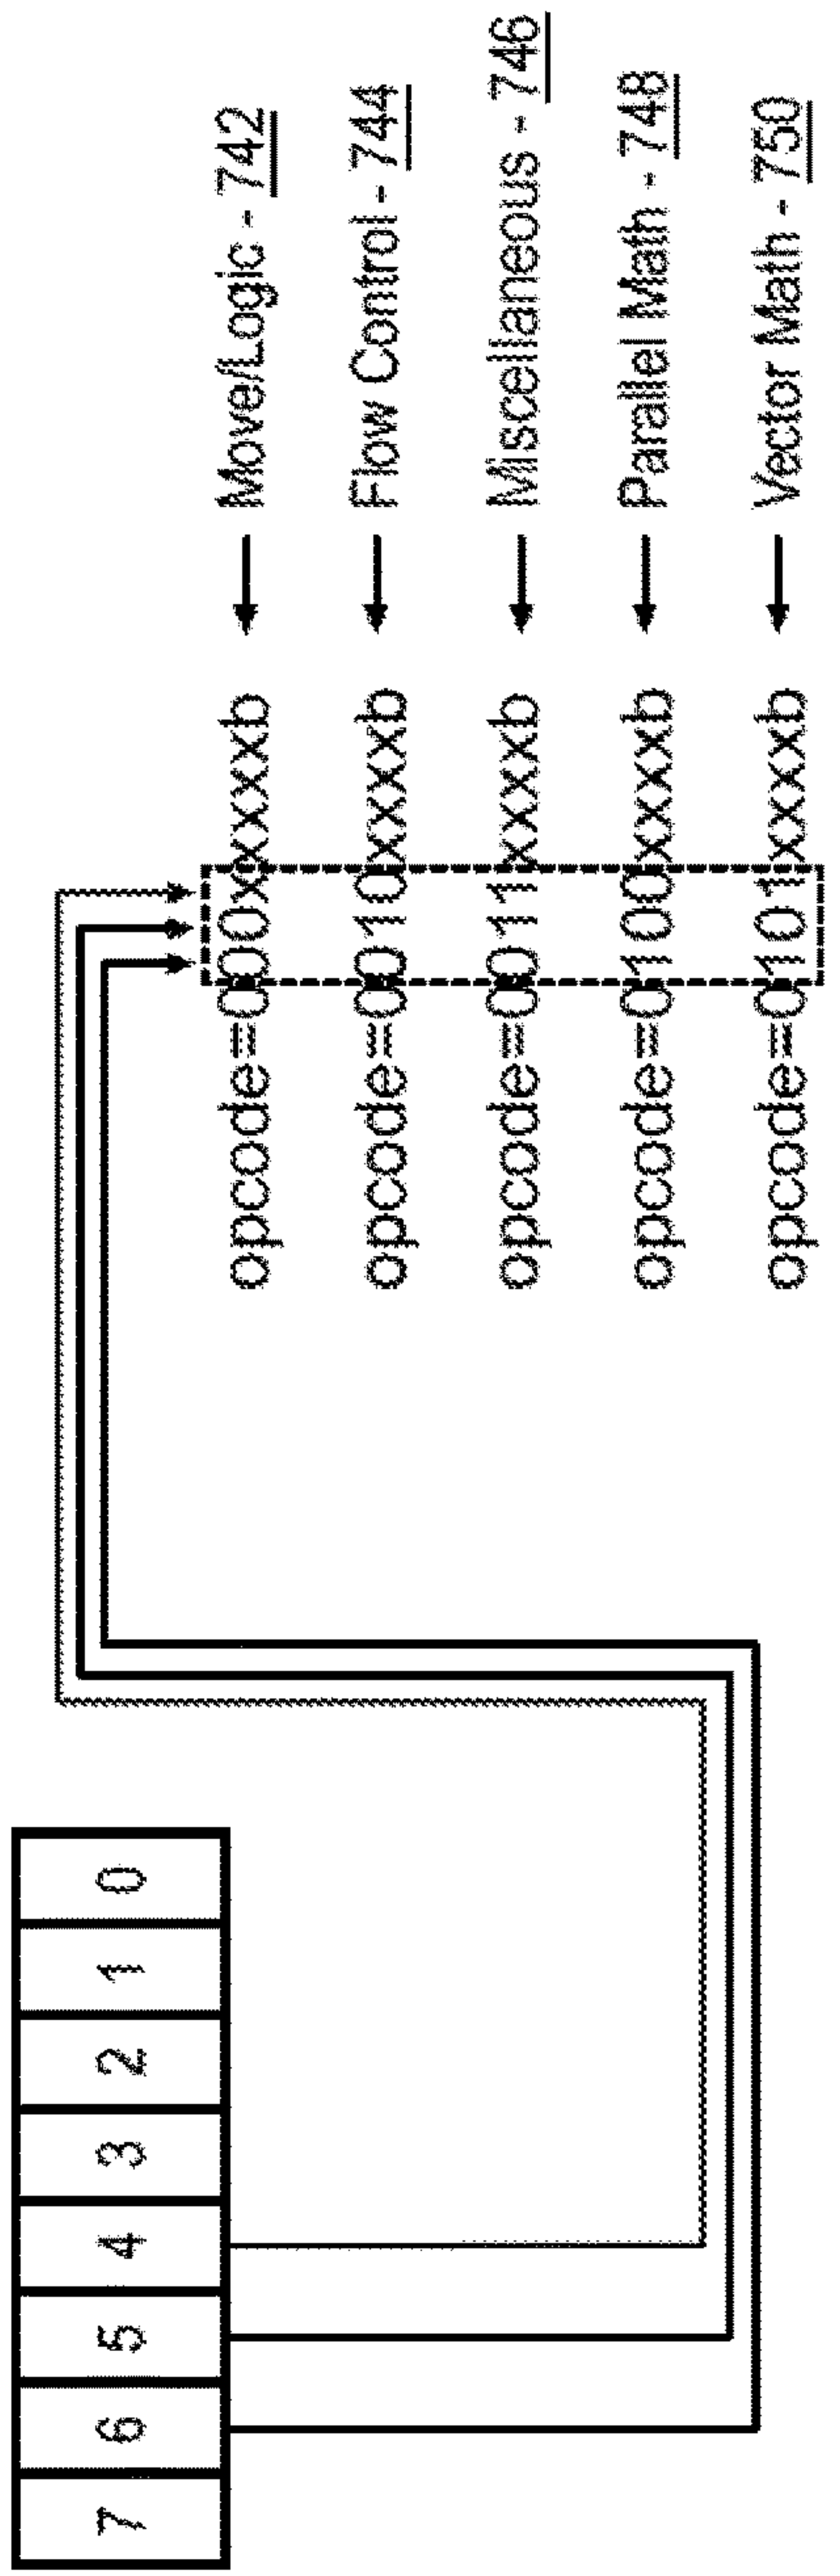 7 6 5 4 3 2 1 0
opcode=000xxxxxb ← Move/Logic - 742
opcode=0010xxxxb ← Flow Control - 744
opcode=0011xxxxb ← Miscellaneous - 746
opcode=0100xxxxb ← Parallel Math - 748
opcode=0101xxxxb ← Vector Math - 750